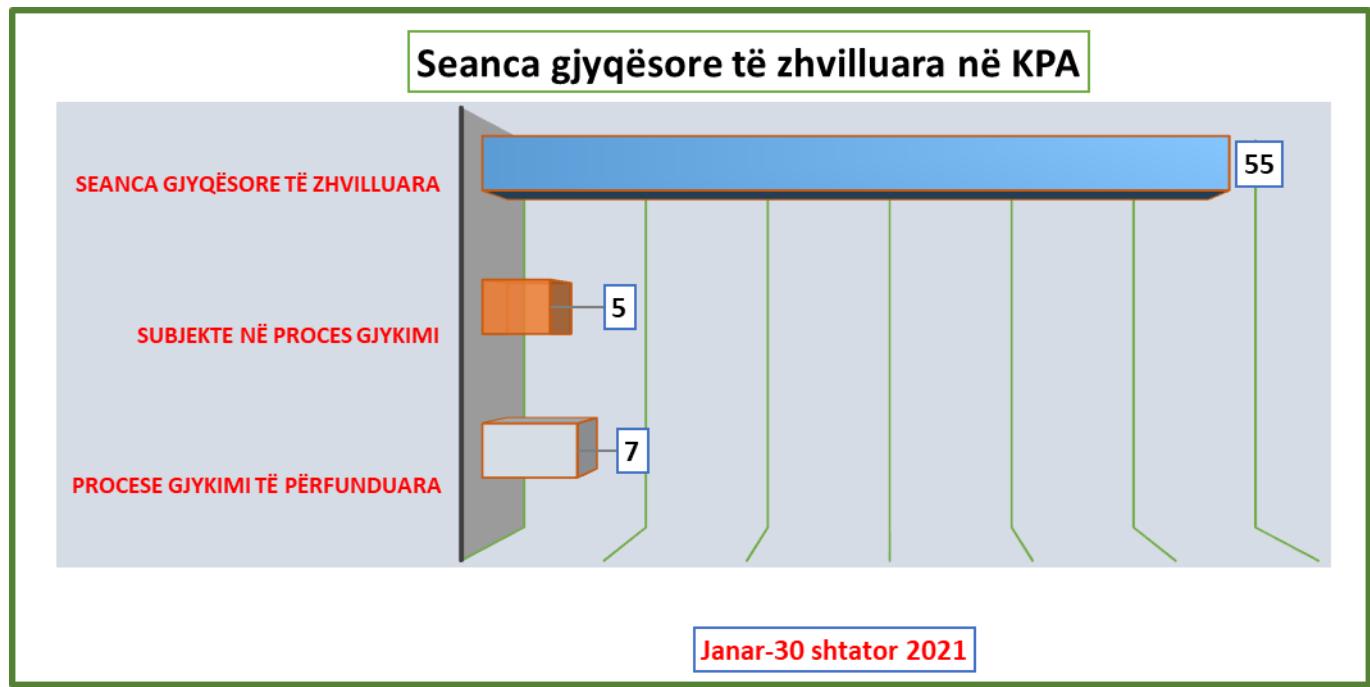 Seanca gjyqësore të zhvilluara në KPA
SEANCA GJYQËSORE TË ZHVILLUARA
55
SUBJEKTE NË PROCES GJYKIMI
5
PROCESE GJYKIMI TË PËRFUNDUARA
7
Janar-30 shtator 2021